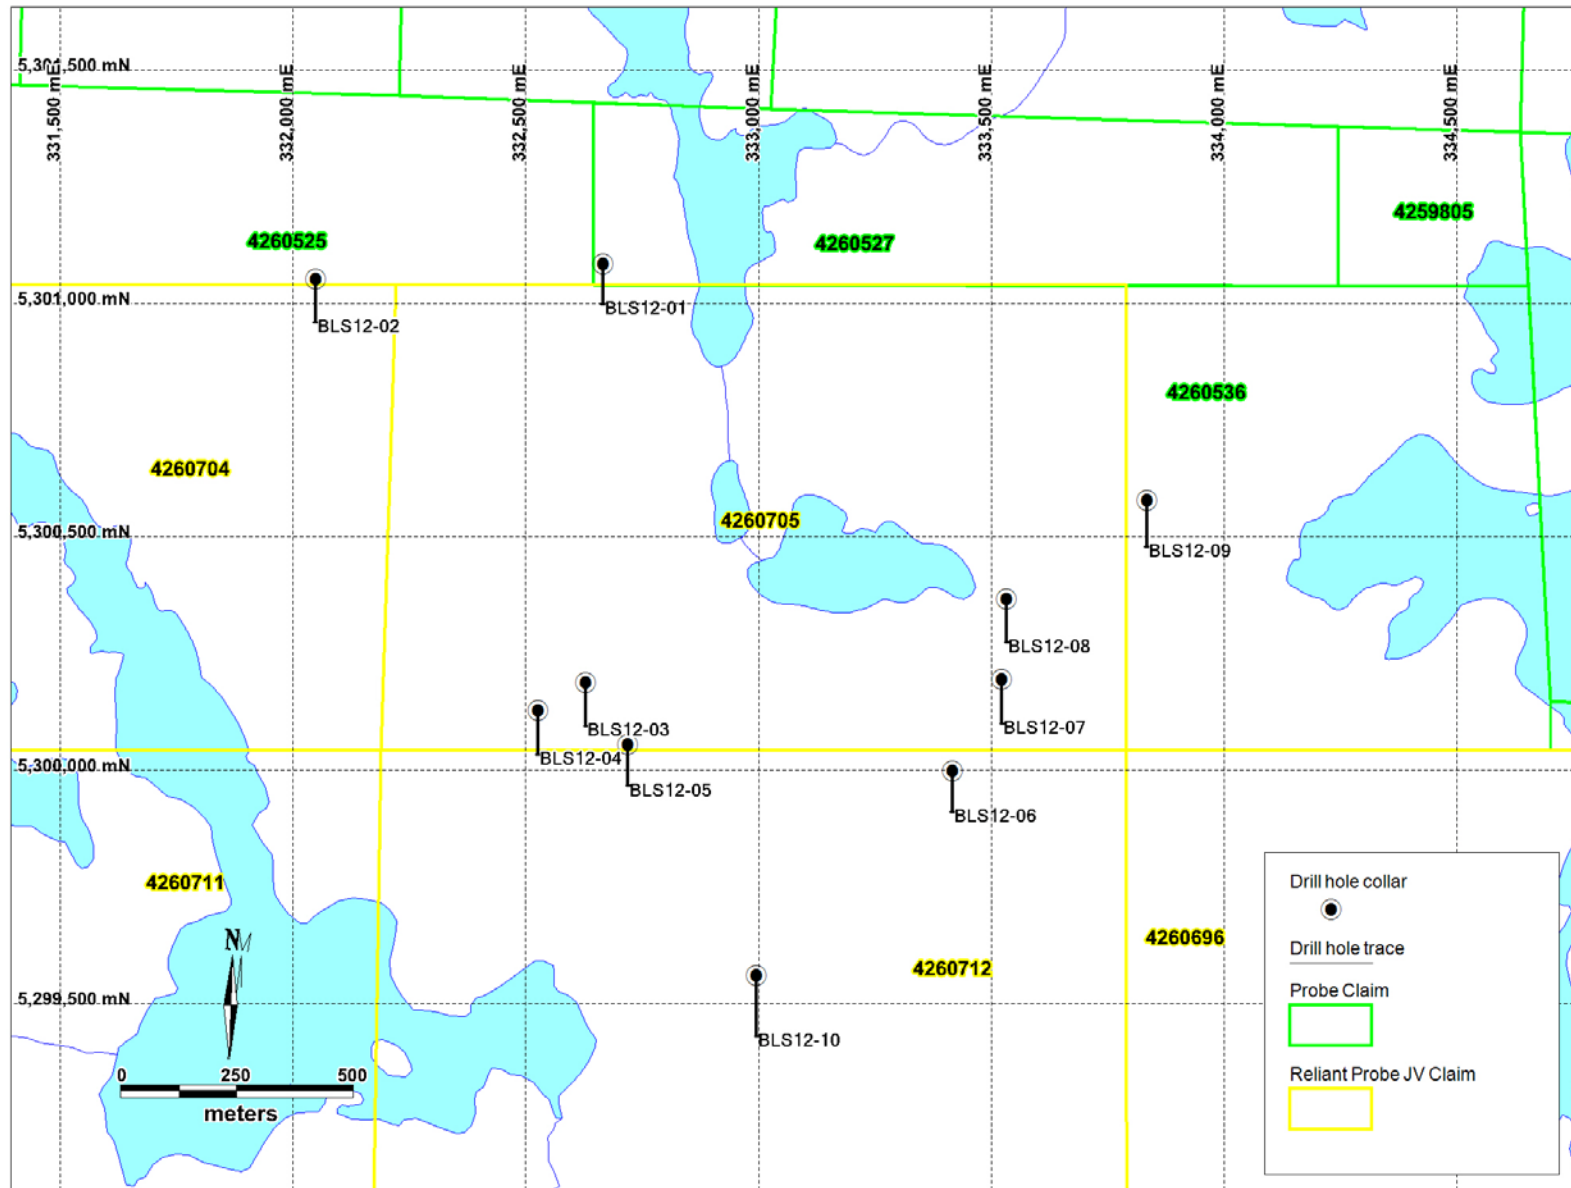 5,301,500 mN
331,500 mE
332,000 mE
332,500 mE
333,000 mE
333,500 mE
334,000 mE
334,500 mE
4259805
4260525
4260527
BLS12-01
5,301,000 mN
BLS12-02
4260536
4260704
4260705
5,300,500 mN
BLS12-09
BLS12-08
BLS12-03
BLS12-07
BLS12-04
5,300,000 mN
BLS12-05
BLS12-06
4260711
Drill hole collar
4260696
N
Drill hole trace
4260712
Probe Claim
5,299,500 mN
BLS12-10
0 250 500
Reliant Probe JV Claim
meters